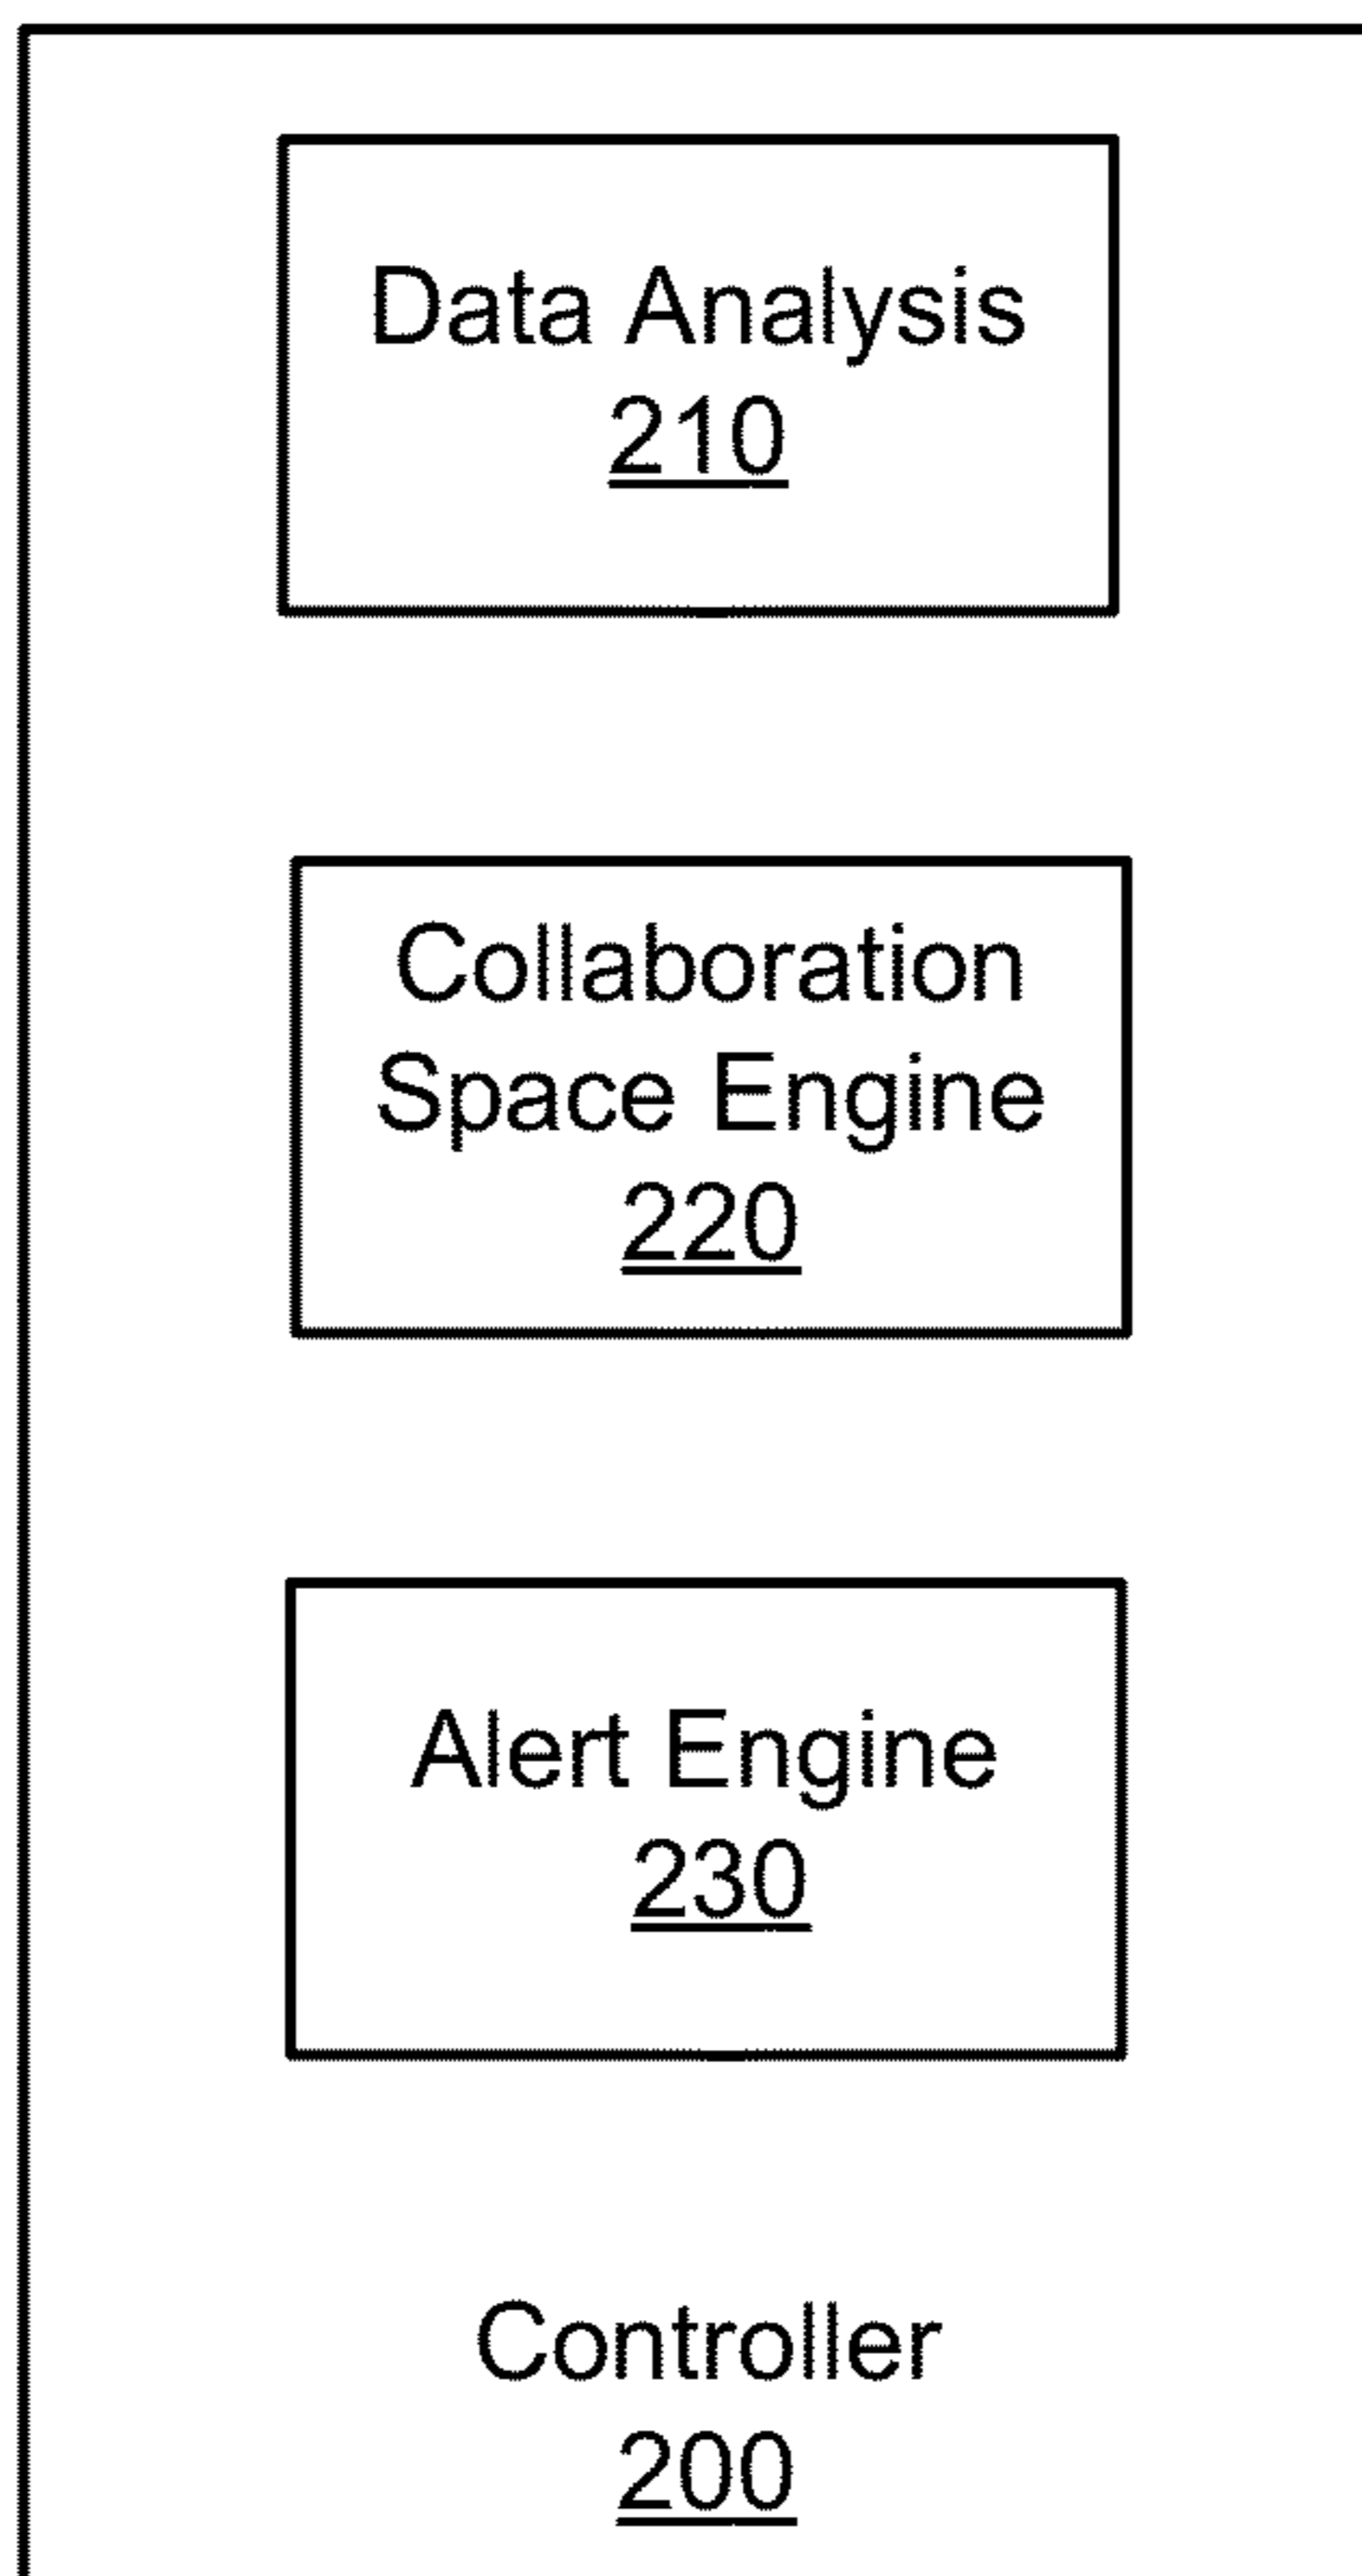 Data Analysis
210
Collaboration
Space Engine
220
Alert Engine
230
Controller
200